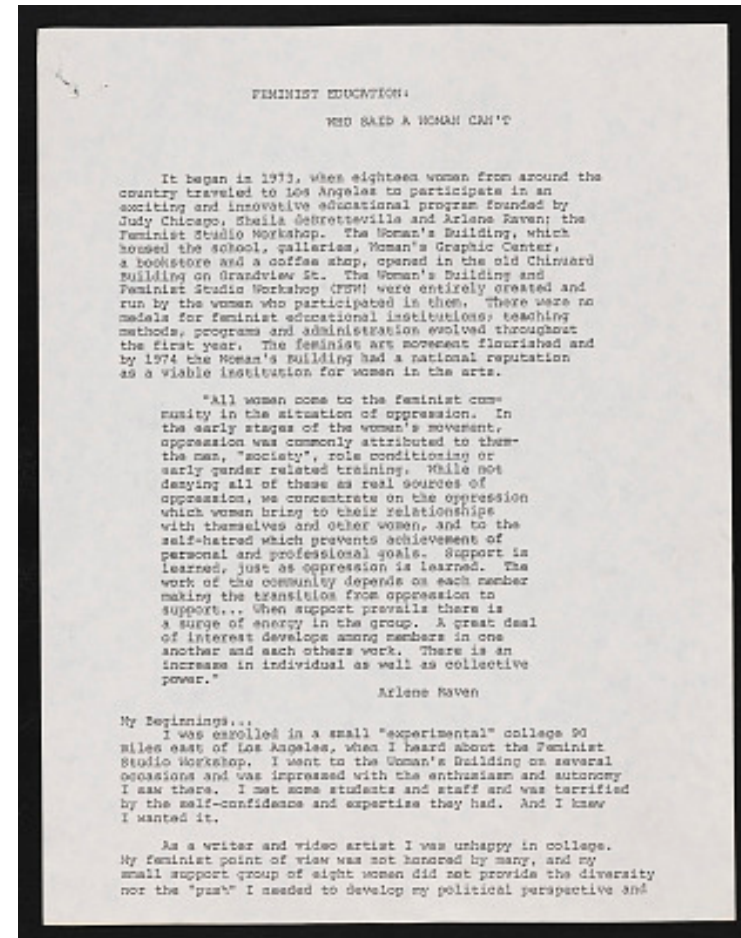 FEMINIST EDUCATION:
WHO SAID A WOMAN CAN'T
It began in 1973, when eighteen women from around the
country traveled to Los Angeles to participate in an
exciting and innovative educational program founded by
Judy Chicago, Sheila deBretteville and Arlene Raven; the
Feminist Studio Workshop. The Woman's Building, which
housed the school, galleries, Woman's Graphic Center,
a bookstore and a coffee shop, opened in the old Chinuard
Building on Grandview St. The Woman's Building and
Feminist Studio Workshop (FSW) were entirely created and
run by the women who participated in them. There were no
models for feminist educational institutions; teaching
methods, programs and administration evolved throughout
the first year. The feminist art movement flourished and
by 1974 the Woman's Building had a national reputation
as a viable institution for women in the arts.
"All women come to the feminist com-
munity in the situation of oppression. In
the early stages of the women's movement,
oppression was commonly attributed to them-
the men, "society", role conditioning or
early gender related training. While not
denying all of these as real sources of
oppression, we concentrate on the oppression
which women bring to their relationships
with themselves and other women, and to the
self-hatred which prevents achievement of
personal and professional goals. Support is
learned, just as oppression is learned. The
work of the community depends on each member
making the transition from oppression to
support... When support prevails there is
a surge of energy in the group. A great deal
of interest develops among members in one
another and each others work. There is an
increase in individual as well as collective
power."
Arlene Raven
My Beginnings...
I was enrolled in a small "experimental" college 90
miles east of Los Angeles, when I heard about the Feminist
Studio Workshop. I went to the Woman's Building on several
occasions and was impressed with the enthusiasm and autonomy
I saw there. I met some students and staff and was terrified
by the self-confidence and expertise they had. And I knew
I wanted it.
As a writer and video artist I was unhappy in college.
My feminist point of view was not honored by many, and my
small support group of eight women did not provide the diversity
nor the "push" I needed to develop my political perspective and